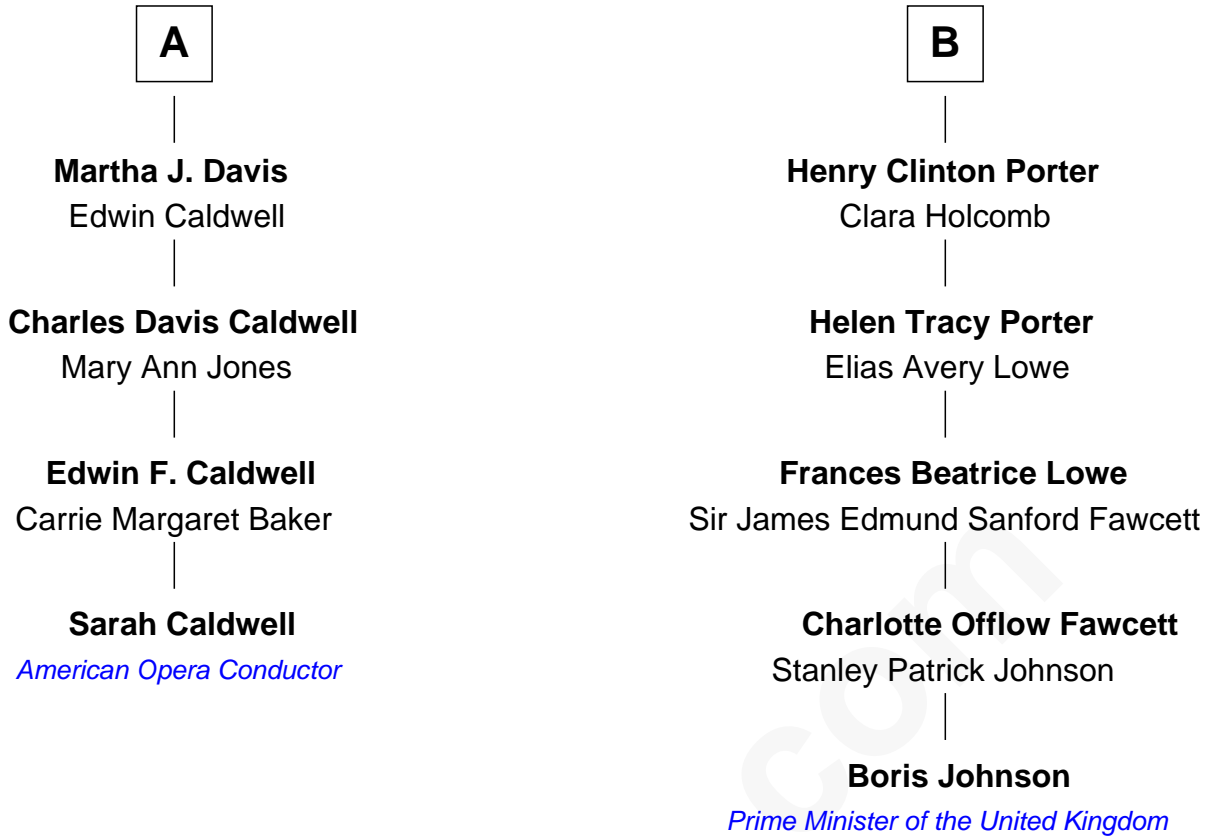 A
Martha J. Davis
Edwin Caldwell
Charles Davis Caldwell
Mary Ann Jones
Edwin F. Caldwell
Carrie Margaret Baker
Sarah Caldwell
American Opera Conductor
B
Henry Clinton Porter
Clara Holcomb
Helen Tracy Porter
Elias Avery Lowe
Frances Beatrice Lowe
Sir James Edmund Sanford Fawcett
Charlotte Offlow Fawcett
Stanley Patrick Johnson
Boris Johnson
Prime Minister of the United Kingdom
com